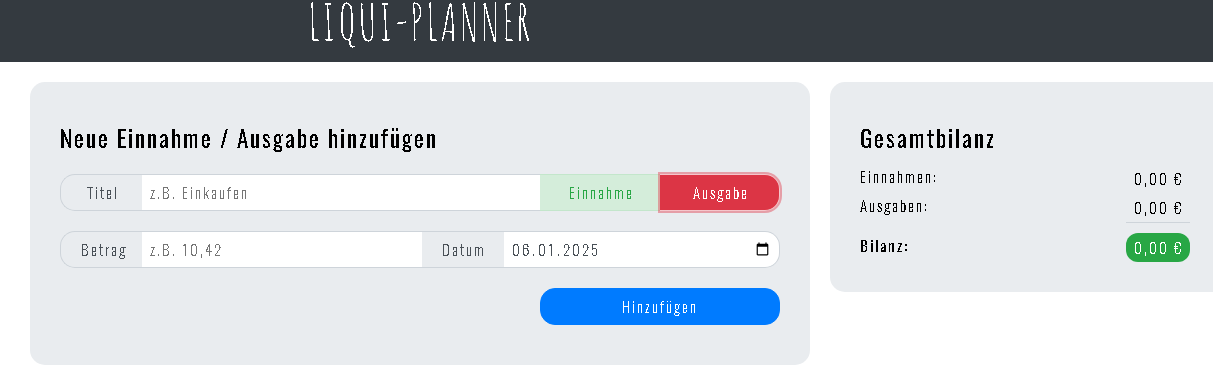 LIQUI-PLANNER
Neue Einnahme / Ausgabe hinzufügen
Titel z.B. Einkaufen Einnahme Ausgabe
Betrag z.B. 10,42 Datum 06.01.2025
Hinzufügen
Gesamtbilanz
Einnahmen: 0,00 €
Ausgaben: 0,00 €
Bilanz: 0,00 €